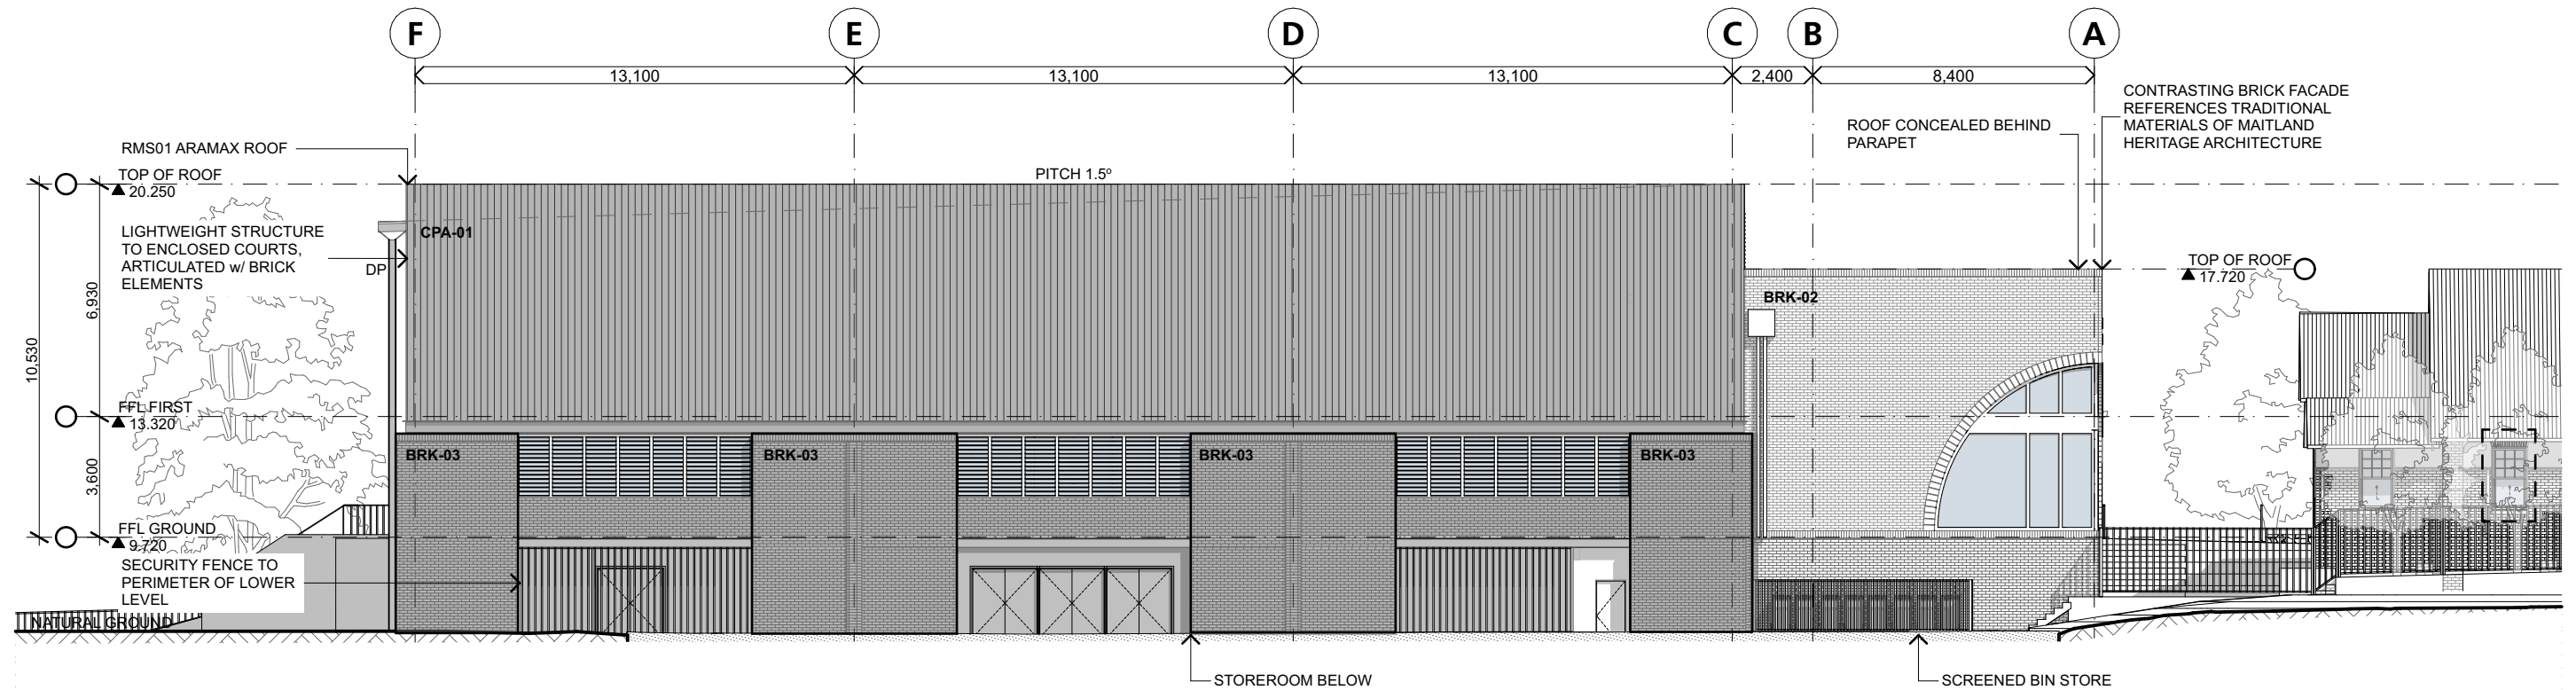 F
E
D
C
B
A
13,100
13,100
13,100
2,400
8,400
CONTRASTING BRICK FACADE
REFERENCES TRADITIONAL
MATERIALS OF MAITLAND
HERITAGE ARCHITECTURE
ROOF CONCEALED BEHIND
PARAPET
RMS01 ARAMAX ROOF
PITCH 1.5º
TOP OF ROOF
20.250
LIGHTWEIGHT STRUCTURE
TO ENCLOSED COURTS,
ARTICULATED w/ BRICK
ELEMENTS
CPA-01
DP
TOP OF ROOF
17.720
BRK-02
6,930
10,530
FFL FIRST
13.320
BRK-03
BRK-03
BRK-03
BRK-03
3,600
FFL GROUND
9.720
SECURITY FENCE TO
PERIMETER OF LOWER
LEVEL
NATURAL GROUND
STOREROOM BELOW
SCREENED BIN STORE